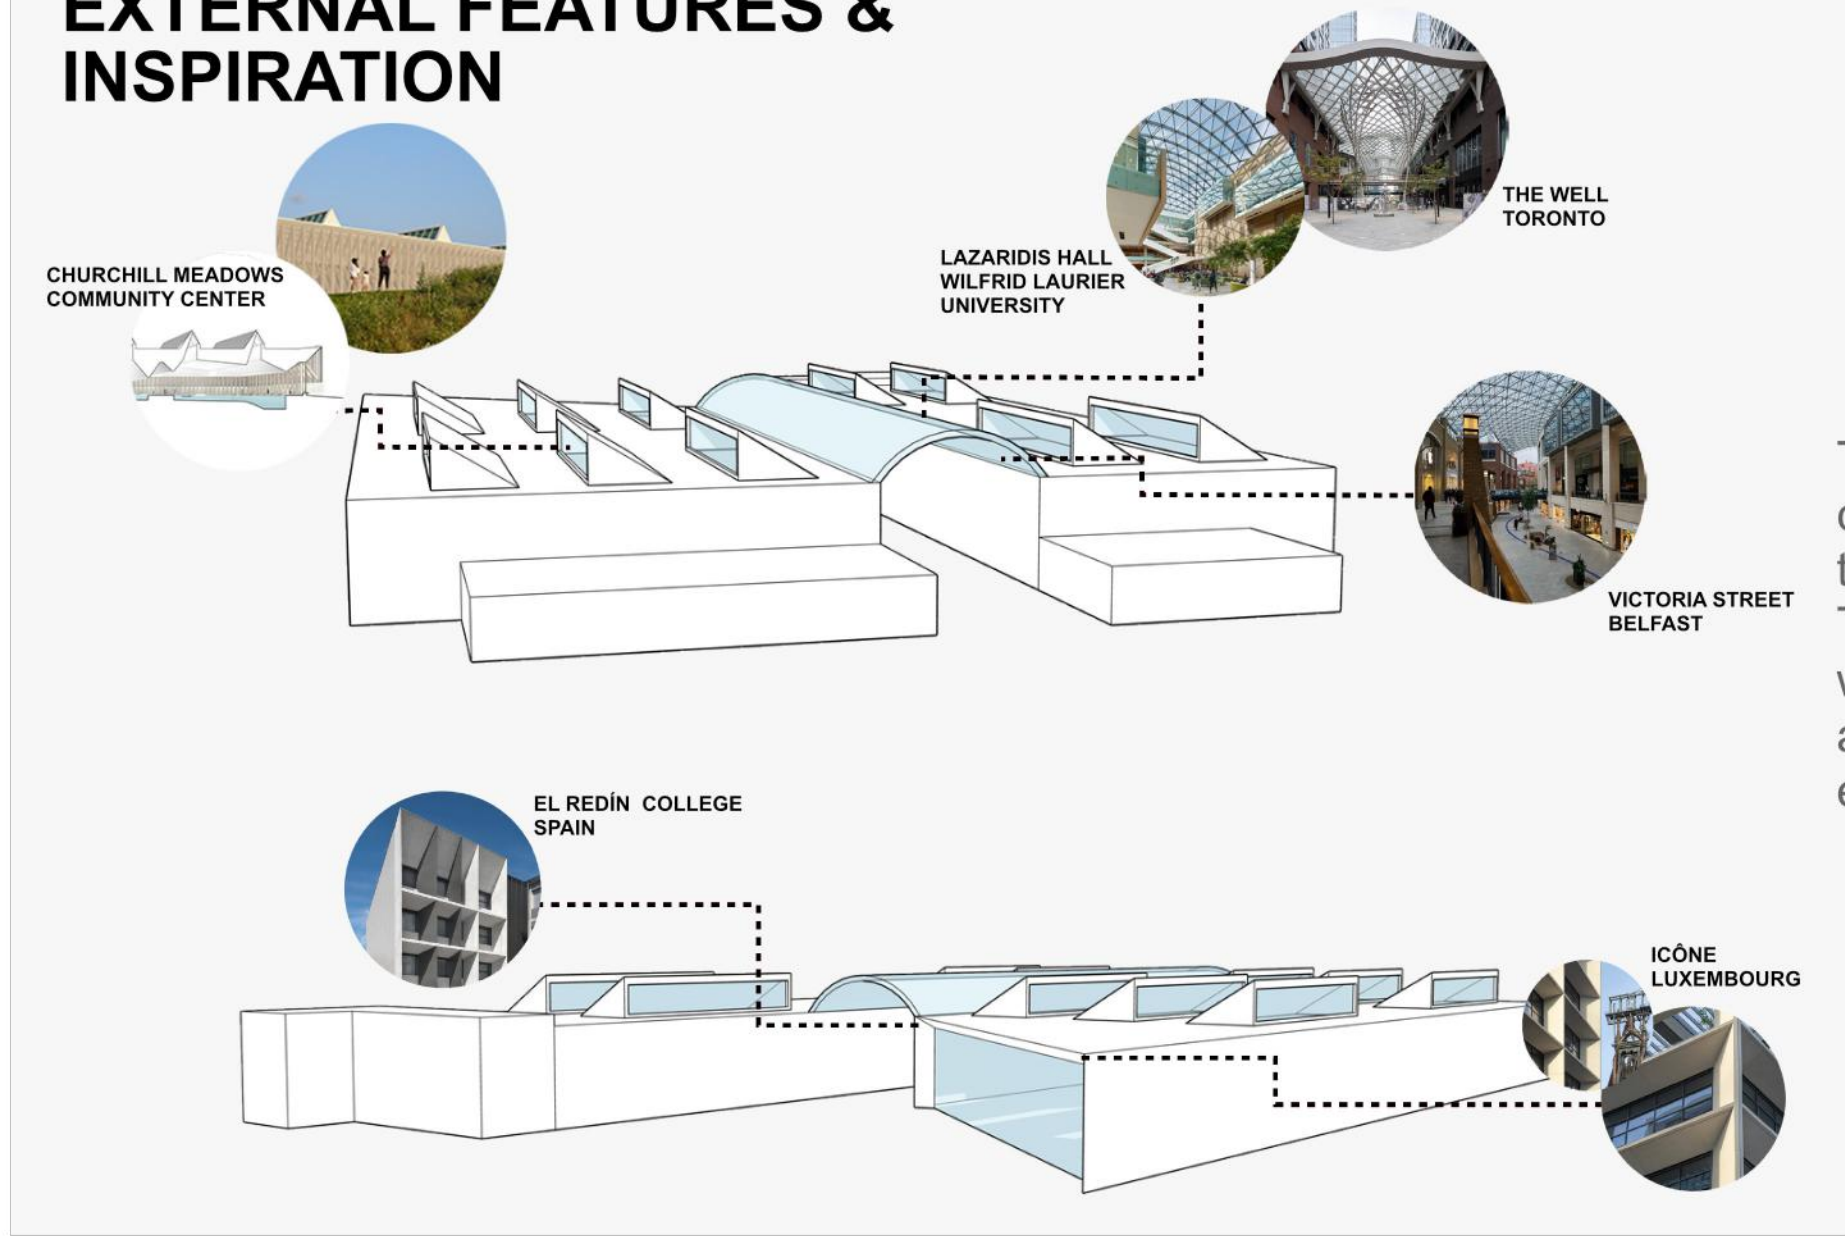 EXTERNAL FEATURES &
INSPIRATION
THE WELL
TORONTO
LAZARIDIS HALL
WILFRID LAURIER
UNIVERSITY
CHURCHILL MEADOWS
COMMUNITY CENTER
VICTORIA STREET
BELFAST
EL REDÍN COLLEGE
SPAIN
ICÔNE
LUXEMBOURG